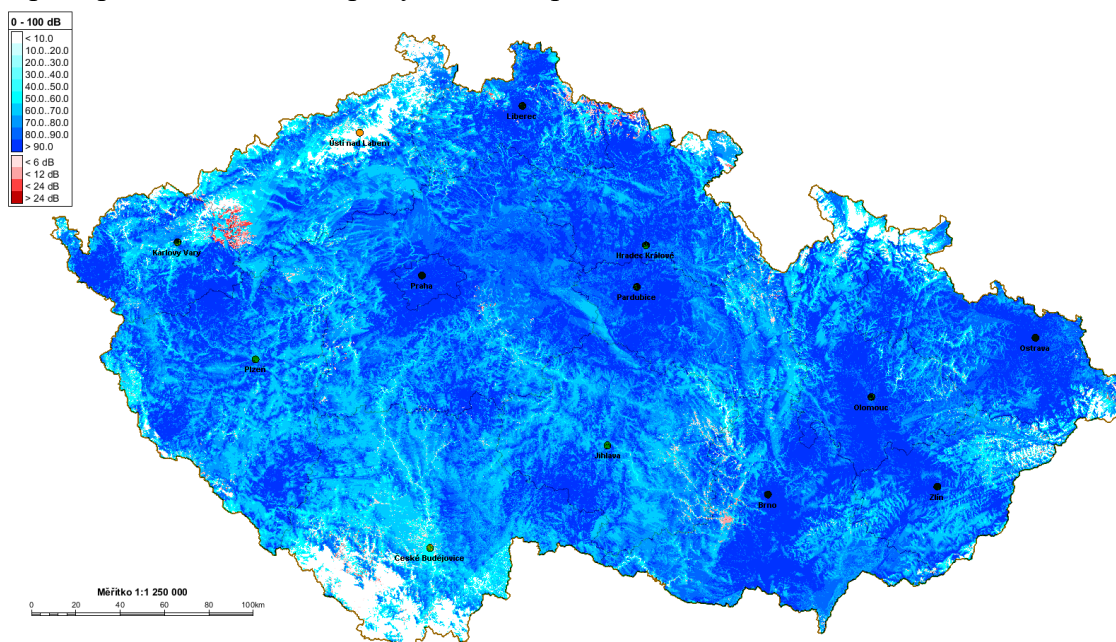 0 - 100 dB
< 10.0
10.0..20.0
20.0..30.0
30.0..40.0
40.0..50.0
50.0..60.0
60.0..70.0
70.0..80.0
80.0..90.0
> 90.0
< 6 dB
< 12 dB
< 24 dB
> 24 dB
Liberec
Ústí nad Labem
Karlovy Vary
Hradec Králové
Praha
Pardubice
Ostrava
Plzeň
Olomouc
Jihlava
Zlín
Brno
České Budějovice
Měřítko 1:1 250 000
0 20 40 60 80 100km